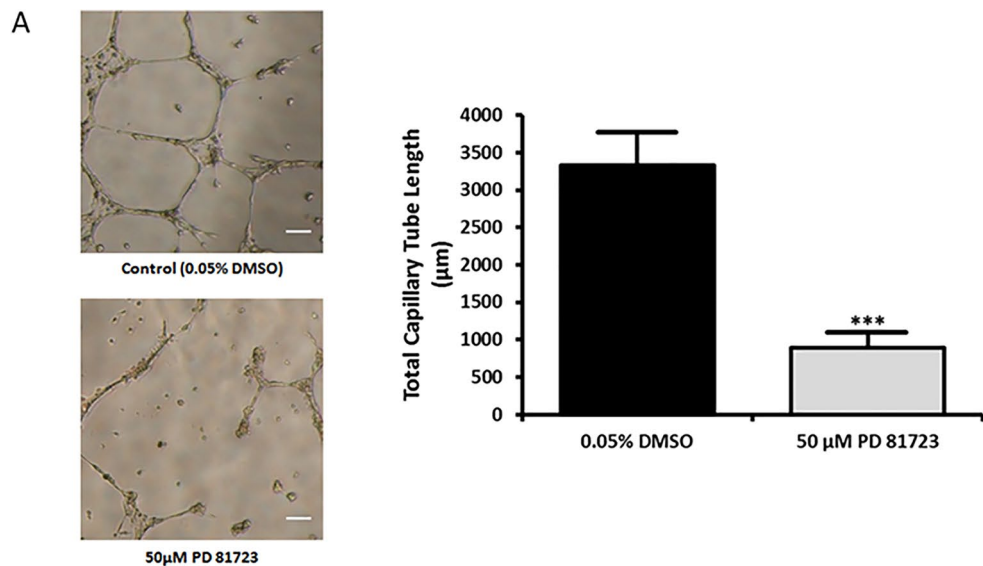 A
Control (0.05% DMSO)
50µM PD 81723
Total Capillary Tube Length
(µm)
4000
3500
3000
2500
2000
1500
1000
500
0
***
0.05% DMSO
50 µM PD 81723